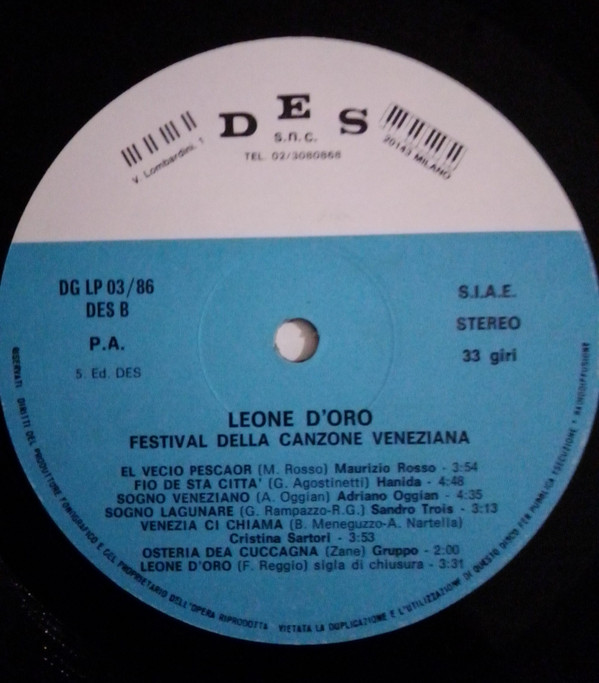 D E S
s.n.c.
V. Lombardini, 1
TEL. 02/3080868
20143 MILANO
DG LP 03/86
DES B
P.A.
5. Ed. DES
S.I.A.E.
STEREO
33 giri
LEONE D'ORO
FESTIVAL DELLA CANZONE VENEZIANA
EL VECIO PESCAOR (M. Rosso) Maurizio Rosso - 3:54
FIO DE STA CITTA' (G. Agostinetti) Hanida - 4:48
SOGNO VENEZIANO (A. Oggian) Adriano Oggian - 4:35
SOGNO LAGUNARE (G. Rampazzo-R.G.) Sandro Trois - 3:13
VENEZIA CI CHIAMA (B. Meneguzzo-A. Nartella)
Cristina Sartori - 3:53
OSTERIA DEA CUCCAGNA (Zane) Gruppo - 2:00
LEONE D'ORO (F. Reggio) sigla di chiusura - 3:31
RISERVATI DIRITTI DEL PRODUTTORE FONOGRAFICO E DEL PROPRIETARIO DELL'OPERA RIPRODOTTA VIETATA LA DUPLICAZIONE E L'UTILIZZAZIONE DI QUESTO DISCO PER PUBBLICA ESECUZIONE • RADIODIFFUSIONE